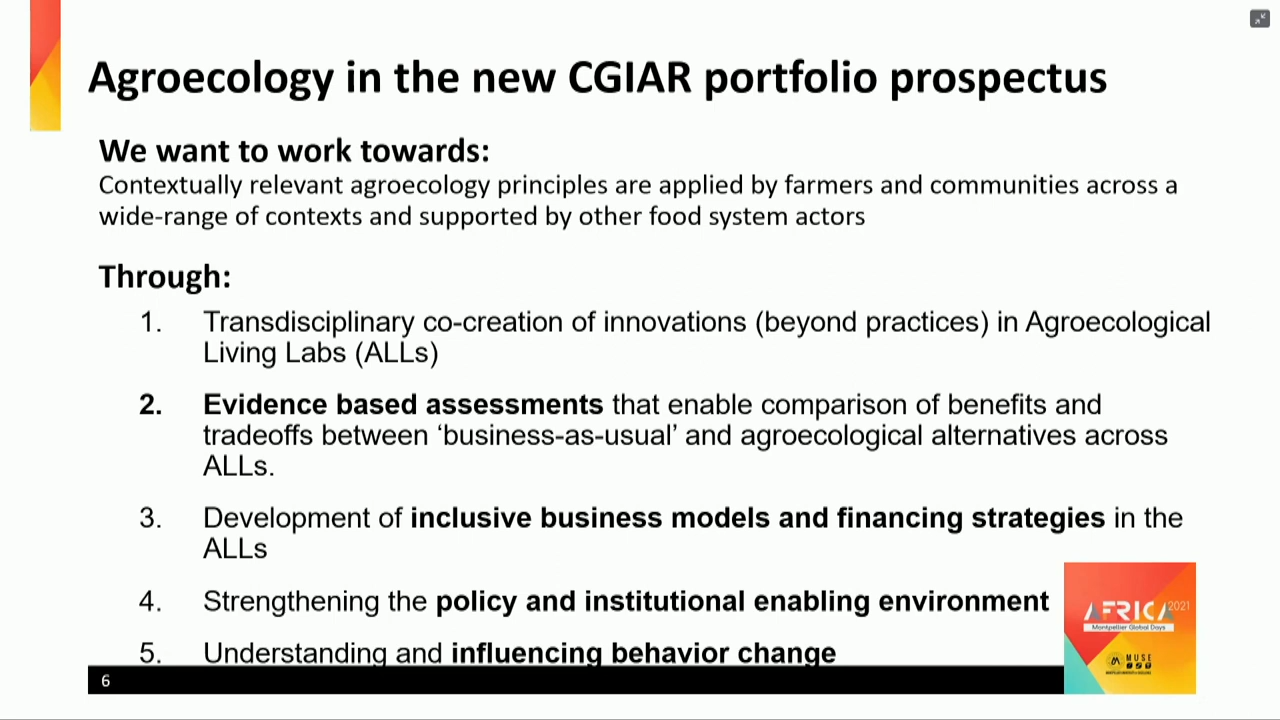 Agroecology in the new CGIAR portfolio prospectus
We want to work towards:
Contextually relevant agroecology principles are applied by farmers and communities across a
wide-range of contexts and supported by other food system actors
Through:
1. Transdisciplinary co-creation of innovations (beyond practices) in Agroecological
Living Labs (ALLs)
2. Evidence based assessments that enable comparison of benefits and
tradeoffs between ‘business-as-usual’ and agroecological alternatives across
ALLs.
3. Development of inclusive business models and financing strategies in the
ALLs
4. Strengthening the policy and institutional enabling environment
5. Understanding and influencing behavior change
6
AFRICA 2021
Montpellier Global Days
MUSE